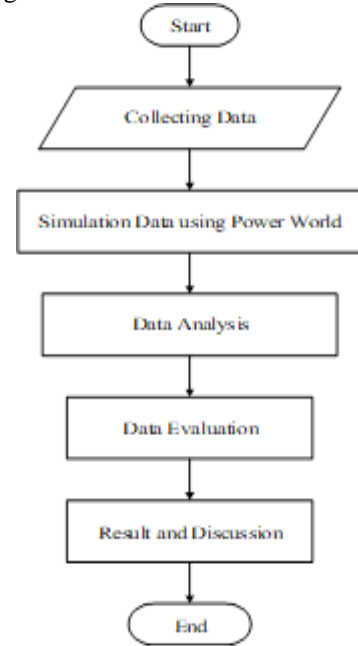 Start
Collecting Data
Simulation Data using Power World
Data Analysis
Data Evaluation
Result and Discussion
End